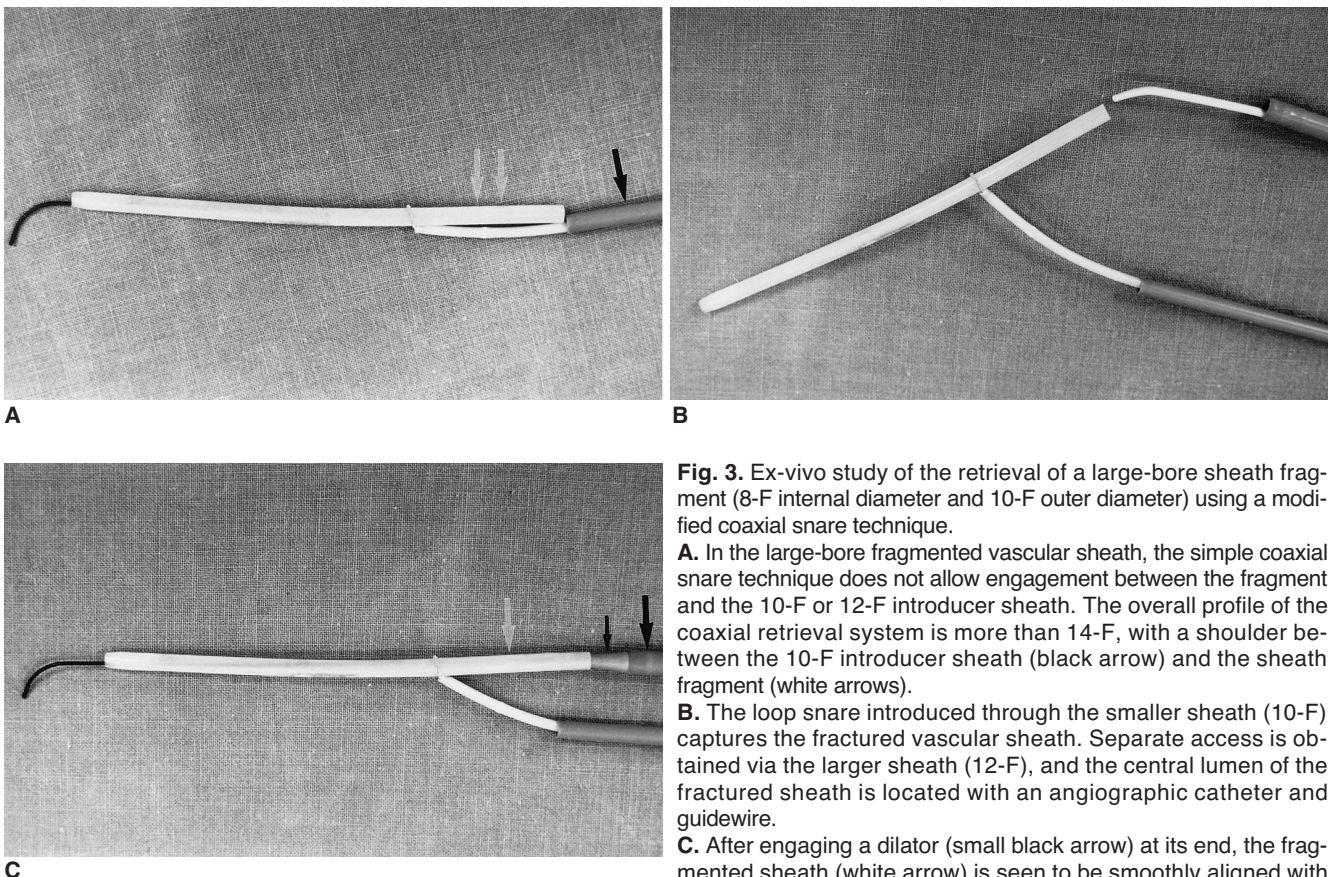 A
B
C
Fig. 3. Ex-vivo study of the retrieval of a large-bore sheath frag-
ment (8-F internal diameter and 10-F outer diameter) using a modi-
fied coaxial snare technique.
A. In the large-bore fragmented vascular sheath, the simple coaxial
snare technique does not allow engagement between the fragment
and the 10-F or 12-F introducer sheath. The overall profile of the
coaxial retrieval system is more than 14-F, with a shoulder be-
tween the 10-F introducer sheath (black arrow) and the sheath
fragment (white arrows).
B. The loop snare introduced through the smaller sheath (10-F)
captures the fractured vascular sheath. Separate access is ob-
tained via the larger sheath (12-F), and the central lumen of the
fractured sheath is located with an angiographic catheter and
guidewire.
C. After engaging a dilator (small black arrow) at its end, the frag-
mented sheath (white arrow) is seen to be smoothly aligned with